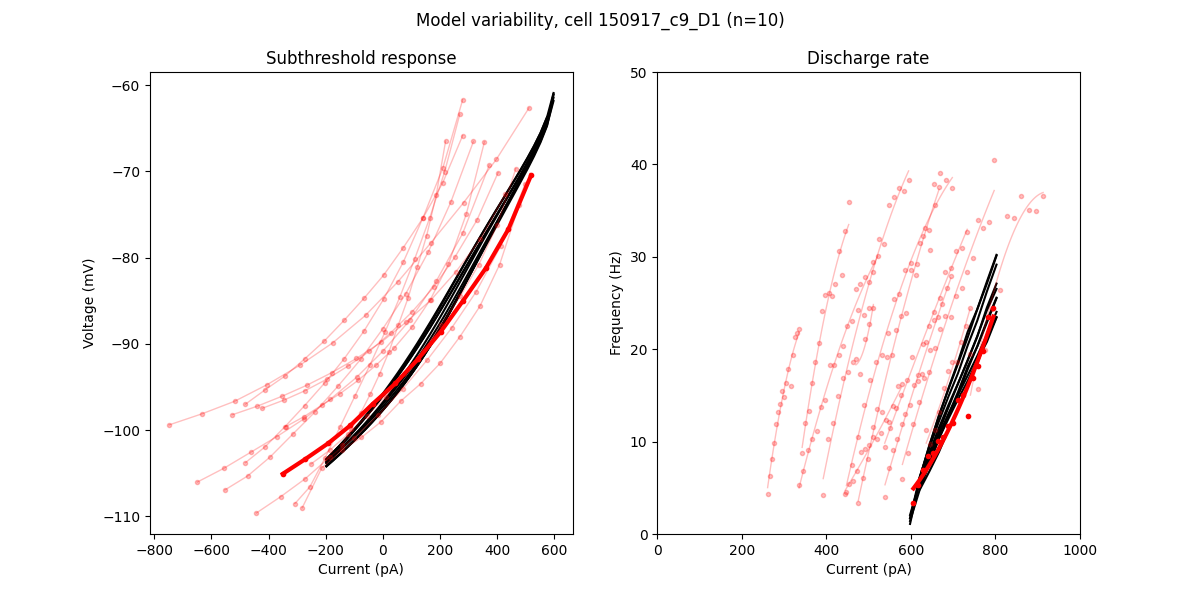 Model variability, cell 150917_c9_D1 (n=10)
Subthreshold response
Discharge rate
Voltage (mV)
−60
−70
−80
−90
−100
−110
−800 −600 −400 −200 0 200 400 600
Current (pA)
Frequency (Hz)
50
40
30
20
10
0
0 200 400 600 800 1000
Current (pA)